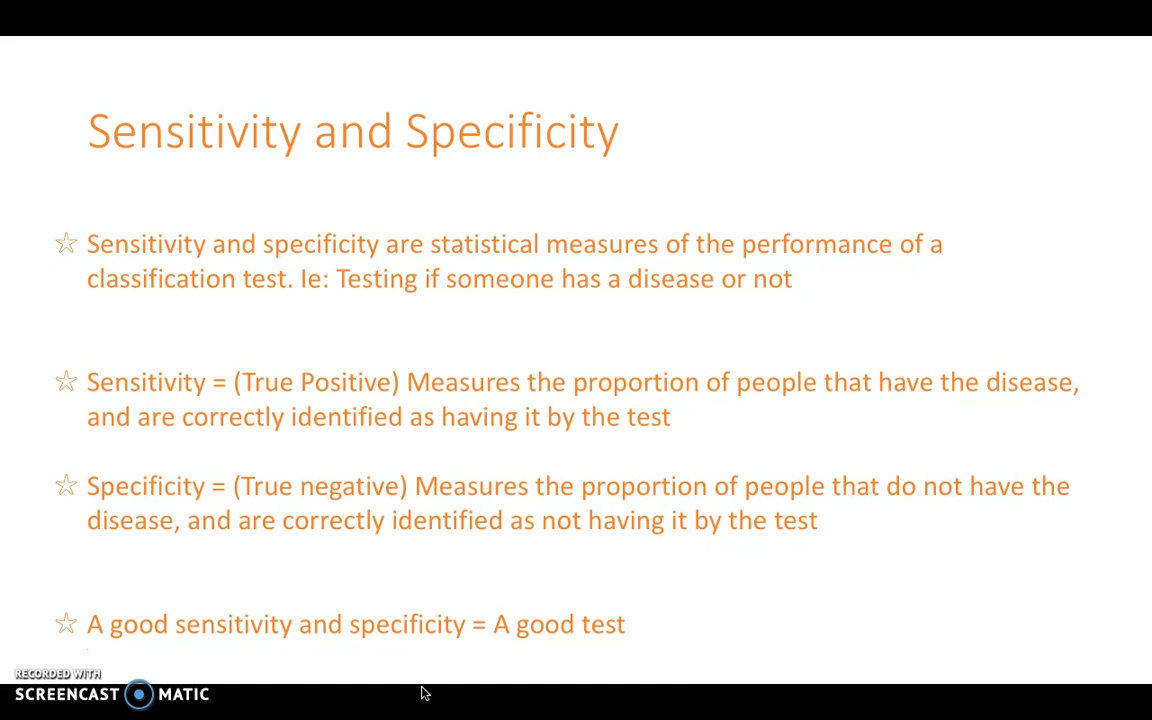 Sensitivity and Specificity
☆ Sensitivity and specificity are statistical measures of the performance of a
classification test. Ie: Testing if someone has a disease or not
☆ Sensitivity = (True Positive) Measures the proportion of people that have the disease,
and are correctly identified as having it by the test
☆ Specificity = (True negative) Measures the proportion of people that do not have the
disease, and are correctly identified as not having it by the test
☆ A good sensitivity and specificity = A good test
RECORDED WITH
SCREENCAST MATIC